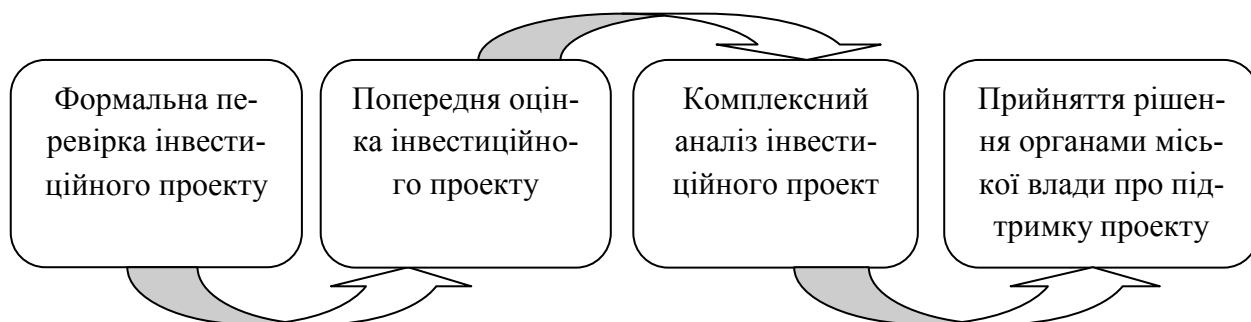 Формальна пе-
ревірка інвести-
ційного проекту
Попередня оцін-
ка інвестиційно-
го проекту
Комплексний
аналіз інвести-
ційного проект
Прийняття рішен-
ня органами місь-
кої влади про під-
тримку проекту